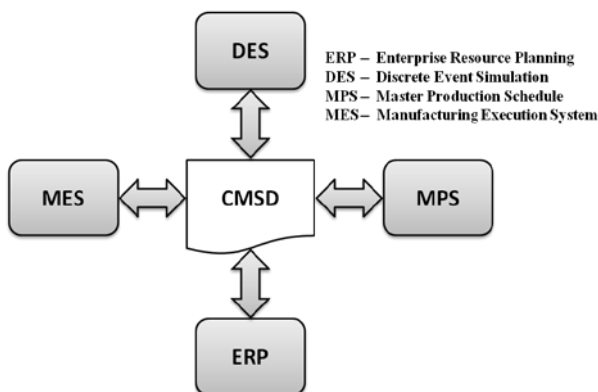 DES
ERP – Enterprise Resource Planning
DES – Discrete Event Simulation
MPS – Master Production Schedule
MES – Manufacturing Execution System
MES
CMSD
MPS
ERP